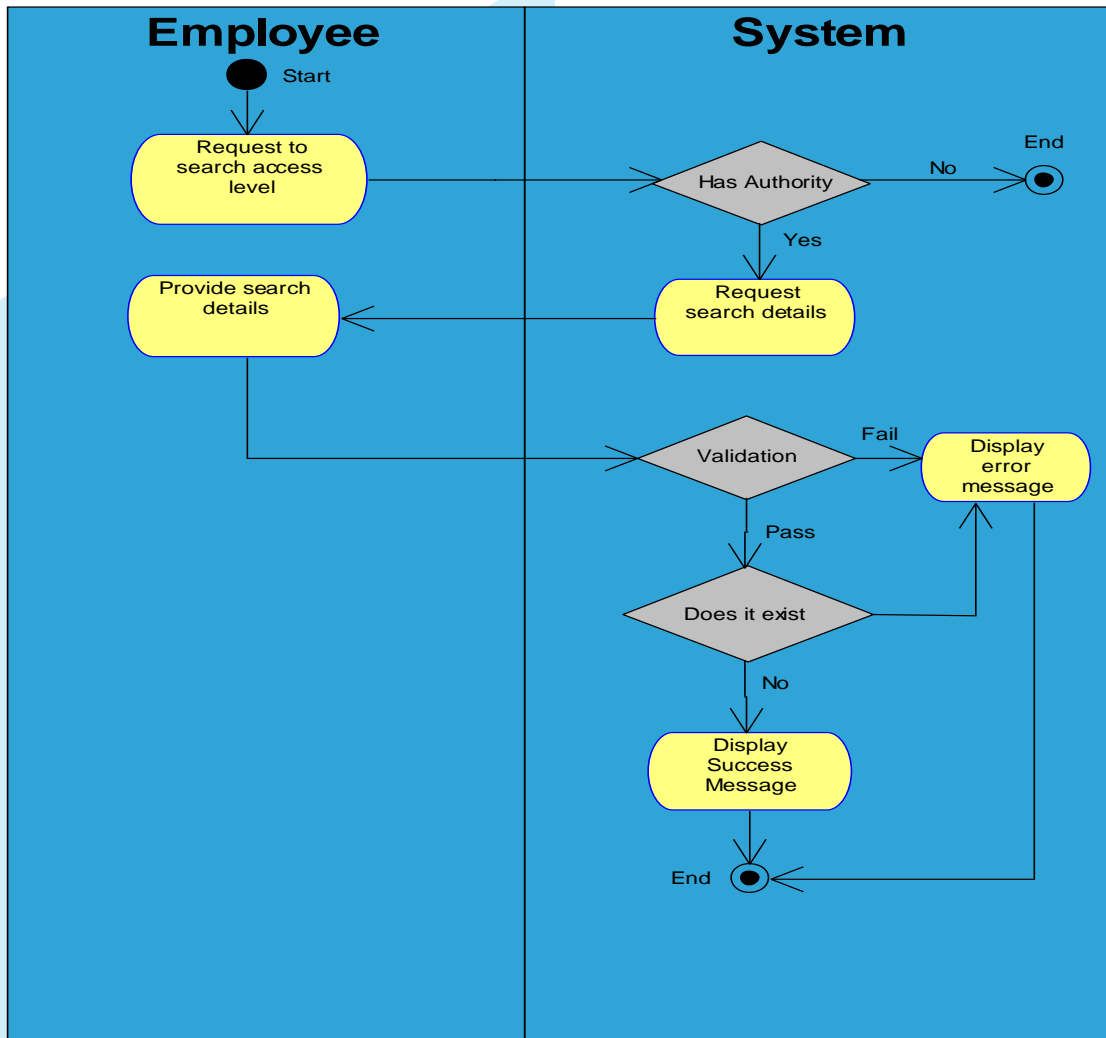 Employee
System
Start
Request to
search access
level
Has Authority
No
End
Yes
Provide search
details
Request
search details
Validation
Fail
Display
error
message
Pass
Does it exist
No
Display
Success
Message
End